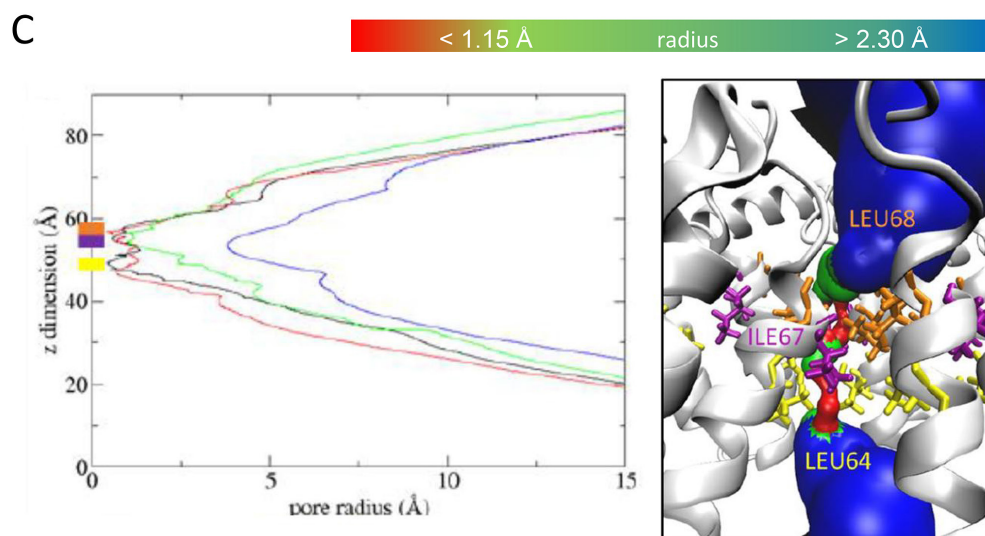 C
< 1.15 Å radius > 2.30 Å
80
60
40
20
0
z dimension (Å)
0 5 10 15
pore radius (Å)
LEU68
ILE67
LEU64